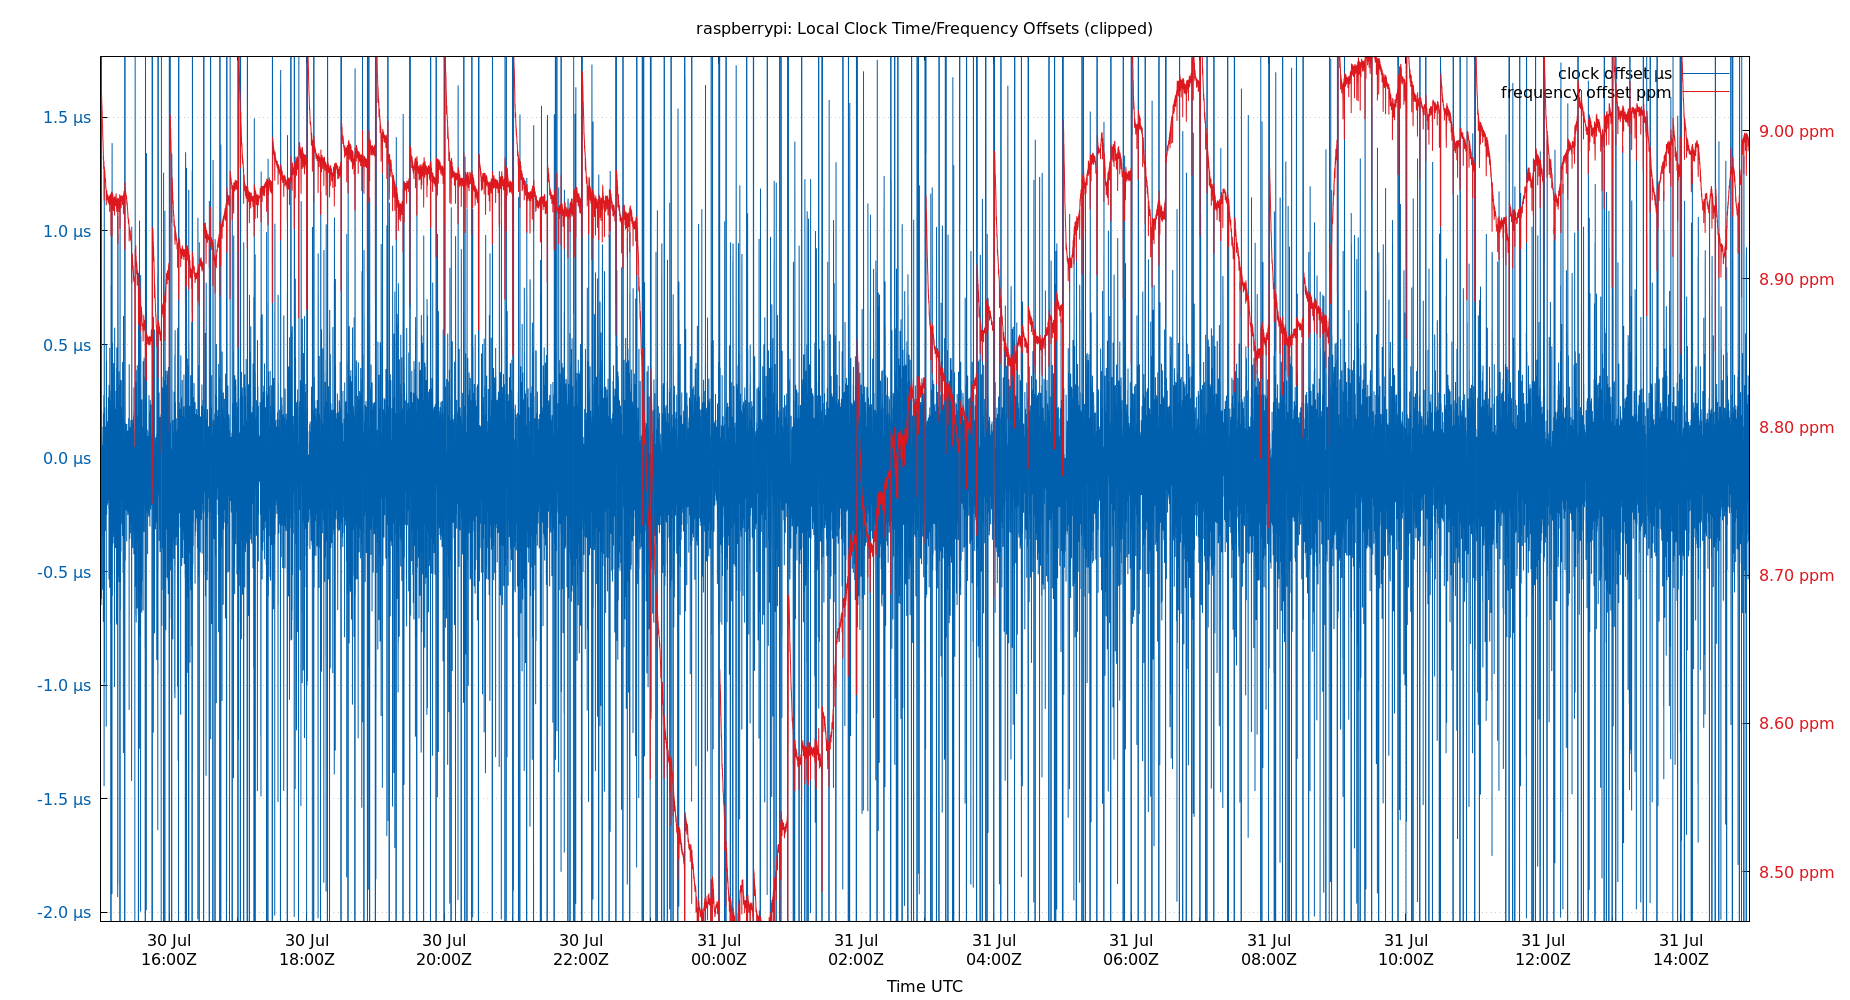 raspberrypi: Local Clock Time/Frequency Offsets (clipped)
clock offset µs
frequency offset ppm
1.5 µs
1.0 µs
0.5 µs
0.0 µs
-0.5 µs
-1.0 µs
-1.5 µs
-2.0 µs
9.00 ppm
8.90 ppm
8.80 ppm
8.70 ppm
8.60 ppm
8.50 ppm
30 Jul 30 Jul 30 Jul 30 Jul 31 Jul 31 Jul 31 Jul 31 Jul 31 Jul 31 Jul 31 Jul 31 Jul
16:00Z 18:00Z 20:00Z 22:00Z 00:00Z 02:00Z 04:00Z 06:00Z 08:00Z 10:00Z 12:00Z 14:00Z
Time UTC